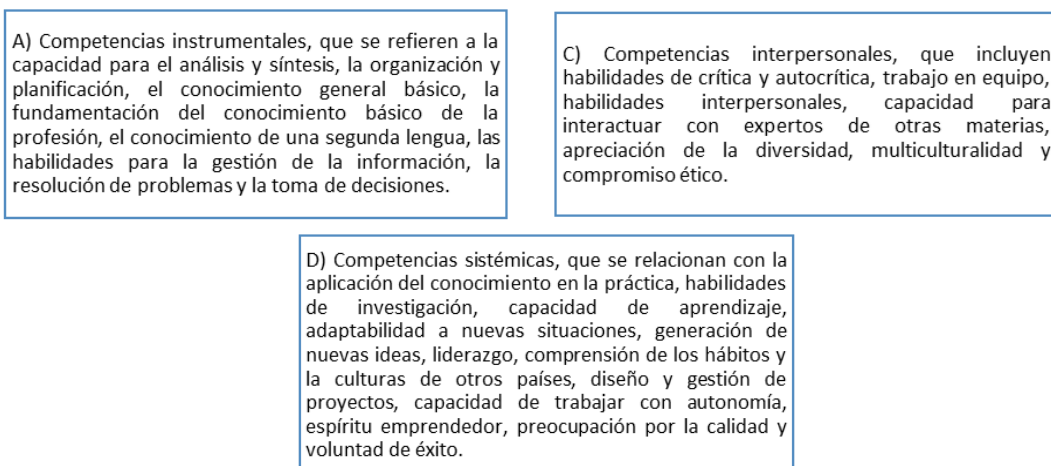 A) Competencias instrumentales, que se refieren a la
capacidad para el análisis y síntesis, la organización y
planificación, el conocimiento general básico, la
fundamentación del conocimiento básico de la
profesión, el conocimiento de una segunda lengua, las
habilidades para la gestión de la información, la
resolución de problemas y la toma de decisiones.
C) Competencias interpersonales, que incluyen
habilidades de crítica y autocrítica, trabajo en equipo,
habilidades interpersonales, capacidad para
interactuar con expertos de otras materias,
apreciación de la diversidad, multiculturalidad y
compromiso ético.
D) Competencias sistémicas, que se relacionan con la
aplicación del conocimiento en la práctica, habilidades
de investigación, capacidad de aprendizaje,
adaptabilidad a nuevas situaciones, generación de
nuevas ideas, liderazgo, comprensión de los hábitos y
la culturas de otros países, diseño y gestión de
proyectos, capacidad de trabajar con autonomía,
espíritu emprendedor, preocupación por la calidad y
voluntad de éxito.